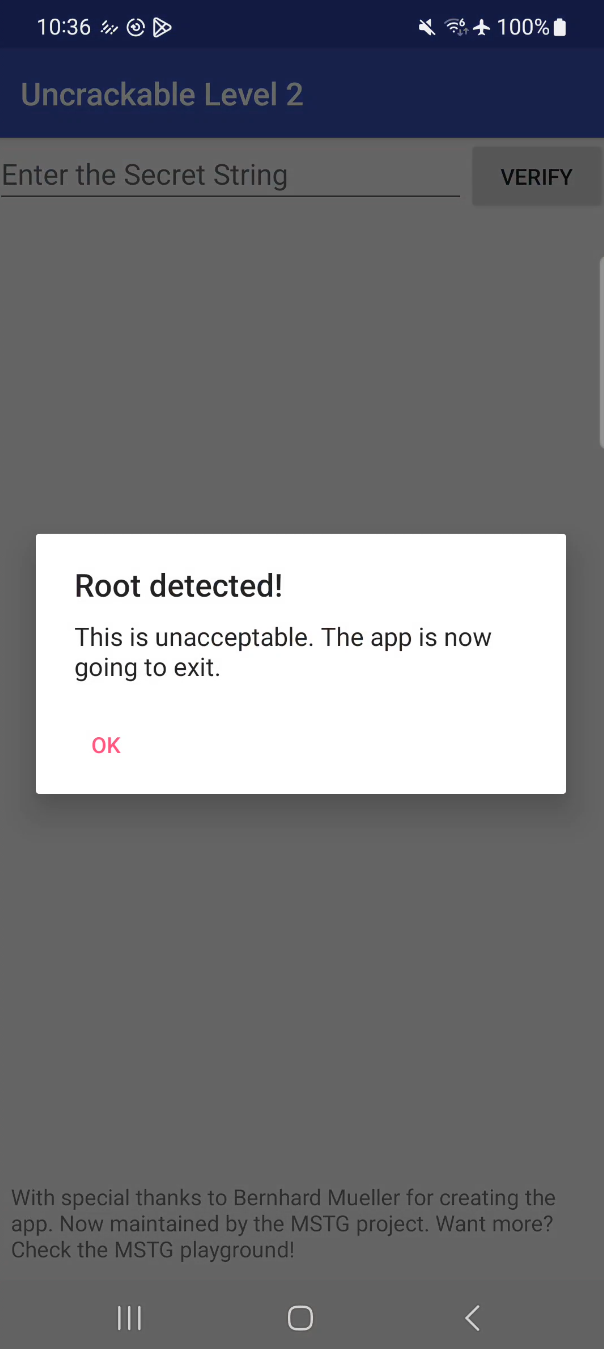 10:36 100%
Uncrackable Level 2
Enter the Secret String VERIFY
Root detected!
This is unacceptable. The app is now
going to exit.
OK
With special thanks to Bernhard Mueller for creating the
app. Now maintained by the MSTG project. Want more?
Check the MSTG playground!